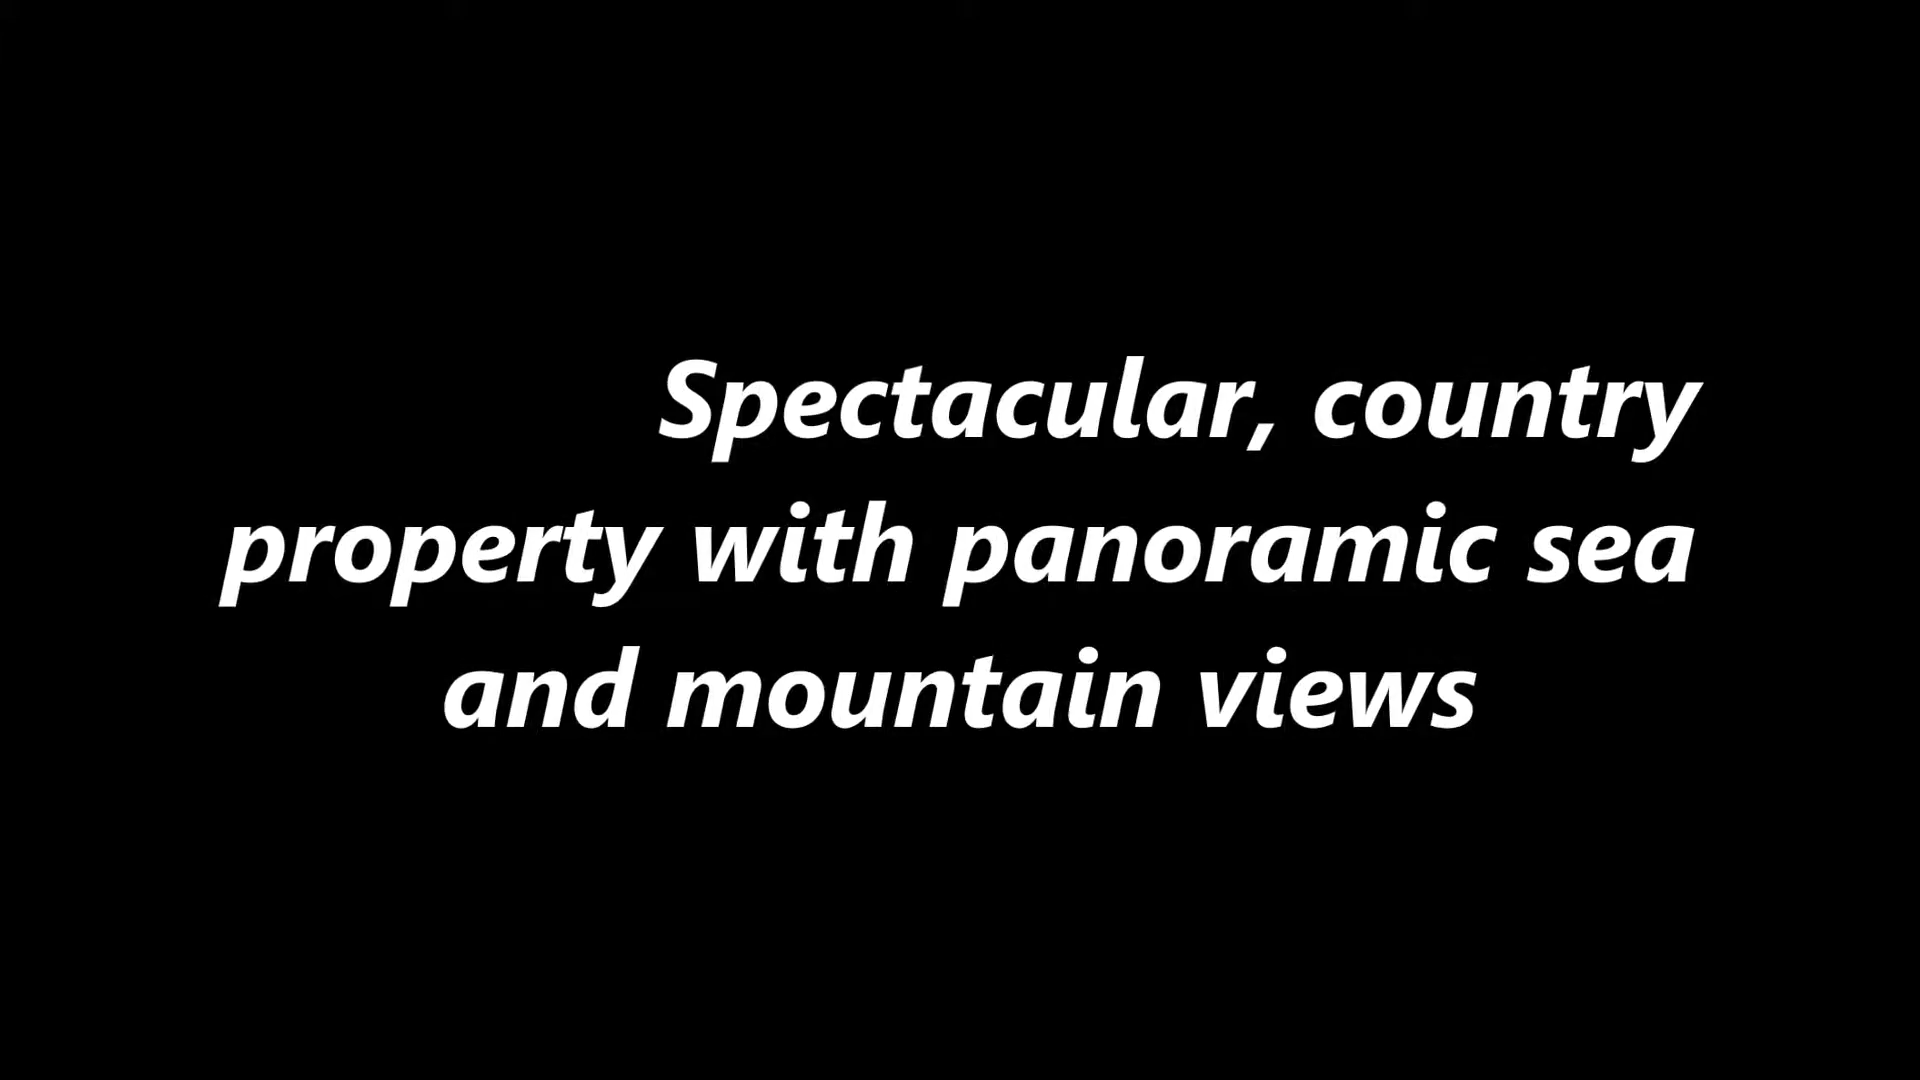 Spectacular, country
property with panoramic sea
and mountain views